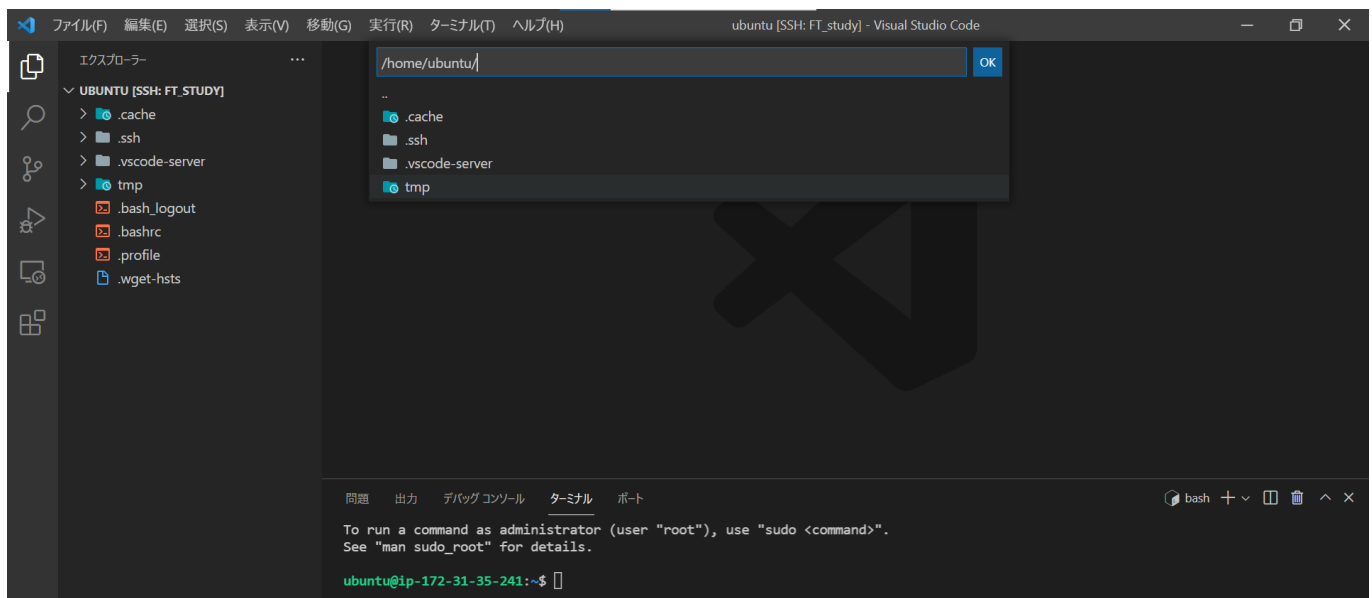 ファイル(F) 編集(E) 選択(S) 表示(V) 移動(G) 実行(R) ターミナル(T) ヘルプ(H) ubuntu [SSH: FT_study] - Visual Studio Code
エクスプローラー ...
/home/ubuntu/
OK
..
.cache
.ssh
.vscode-server
tmp
UBUNTU [SSH: FT_STUDY]
.cache
.ssh
.vscode-server
tmp
.bash_logout
.bashrc
.profile
.wget-hsts
問題 出力 デバッグ コンソール ターミナル ポート bash
To run a command as administrator (user "root"), use "sudo <command>".
See "man sudo_root" for details.
ubuntu@ip-172-31-35-241:~$